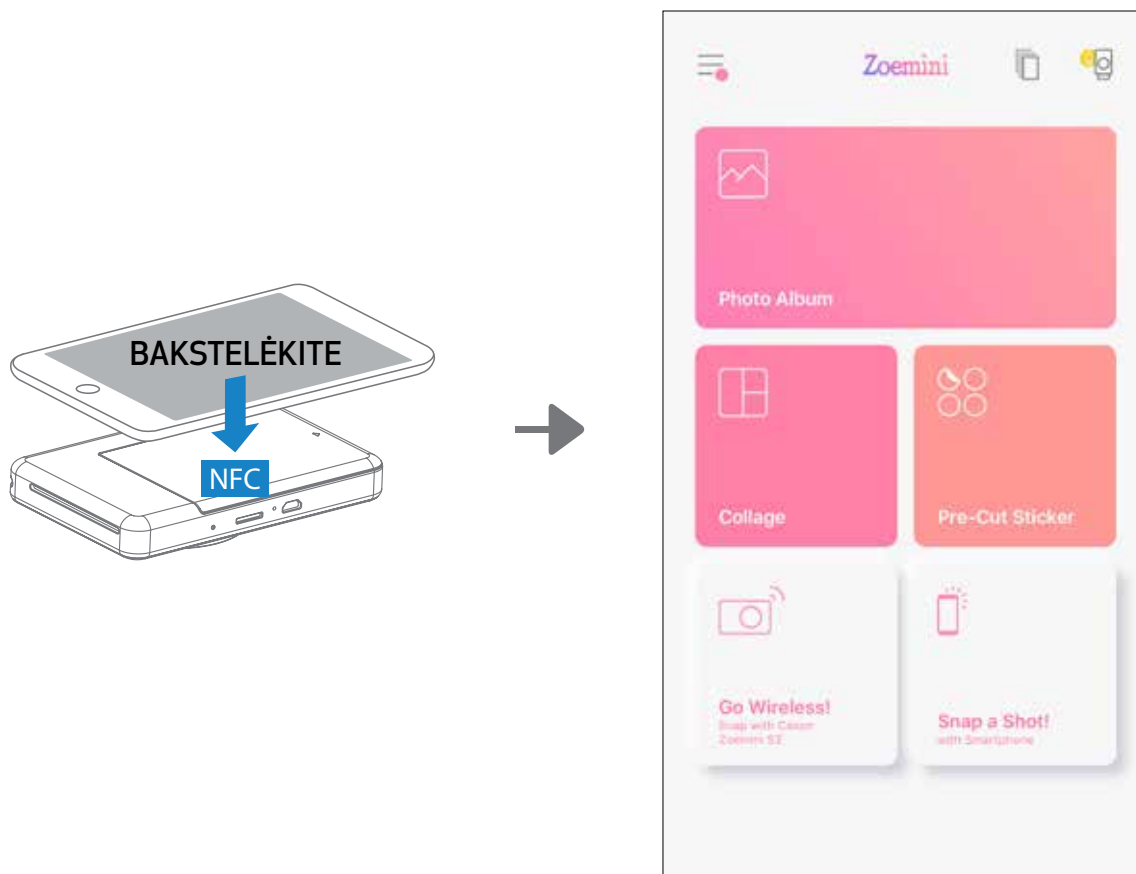 Zoemini
Photo Album
BAKSTELĖKITE
NFC
Collage
Pre-Cut Sticker
Go Wireless!
Snap with Canon
Zoemini S2
Snap a Shot!
with Smartphone